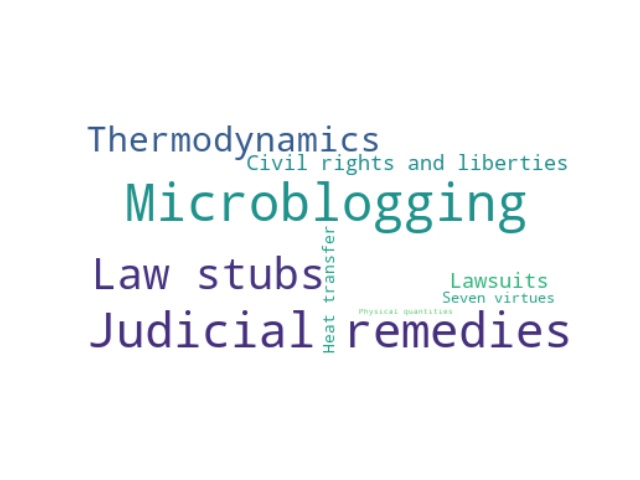 Thermodynamics
Civil rights and liberties
Microblogging
Law stubs
Heat transfer
Lawsuits
Seven virtues
Physical quantities
Judicial remedies